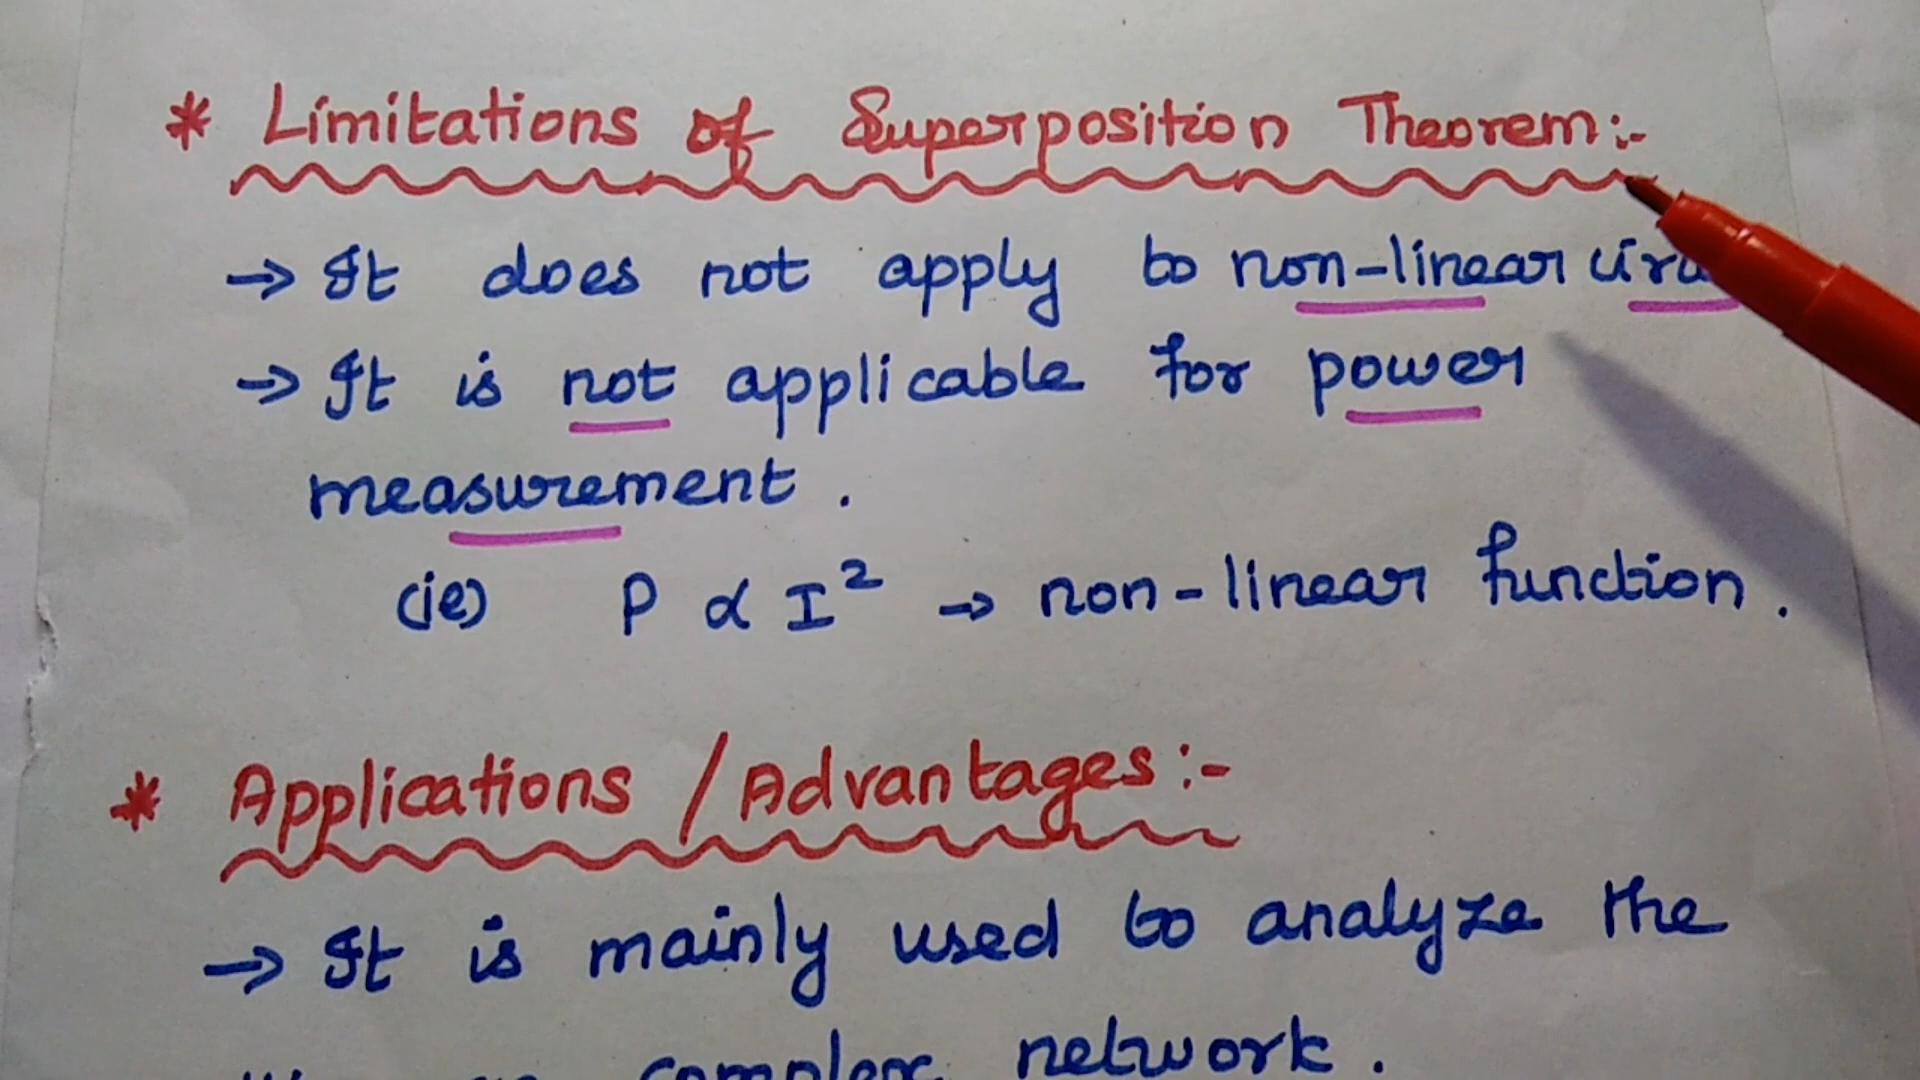 * Limitations of Superposition Theorem:-
→ It does not apply to non-linear
→ It is not applicable for power
measurement.
(ie) P ∝ I² → non-linear function.
* Applications / Advantages:-
→ It is mainly used to analyze the
complex network.